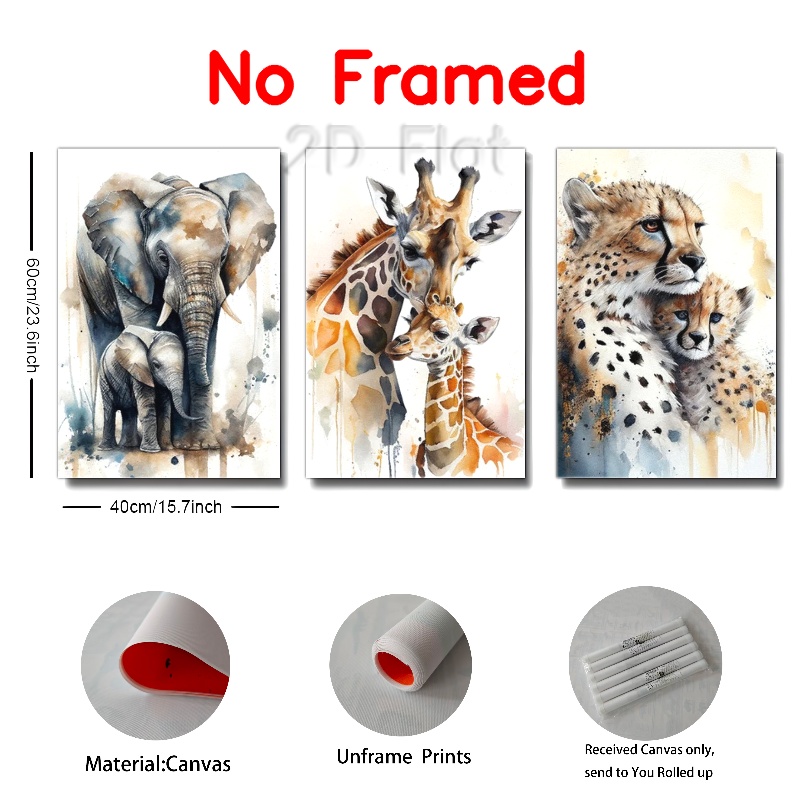 No Framed
2D Flat
60cm/23.6inch
40cm/15.7inch
Material:Canvas
Unframe Prints
Received Canvas only,
send to You Rolled up